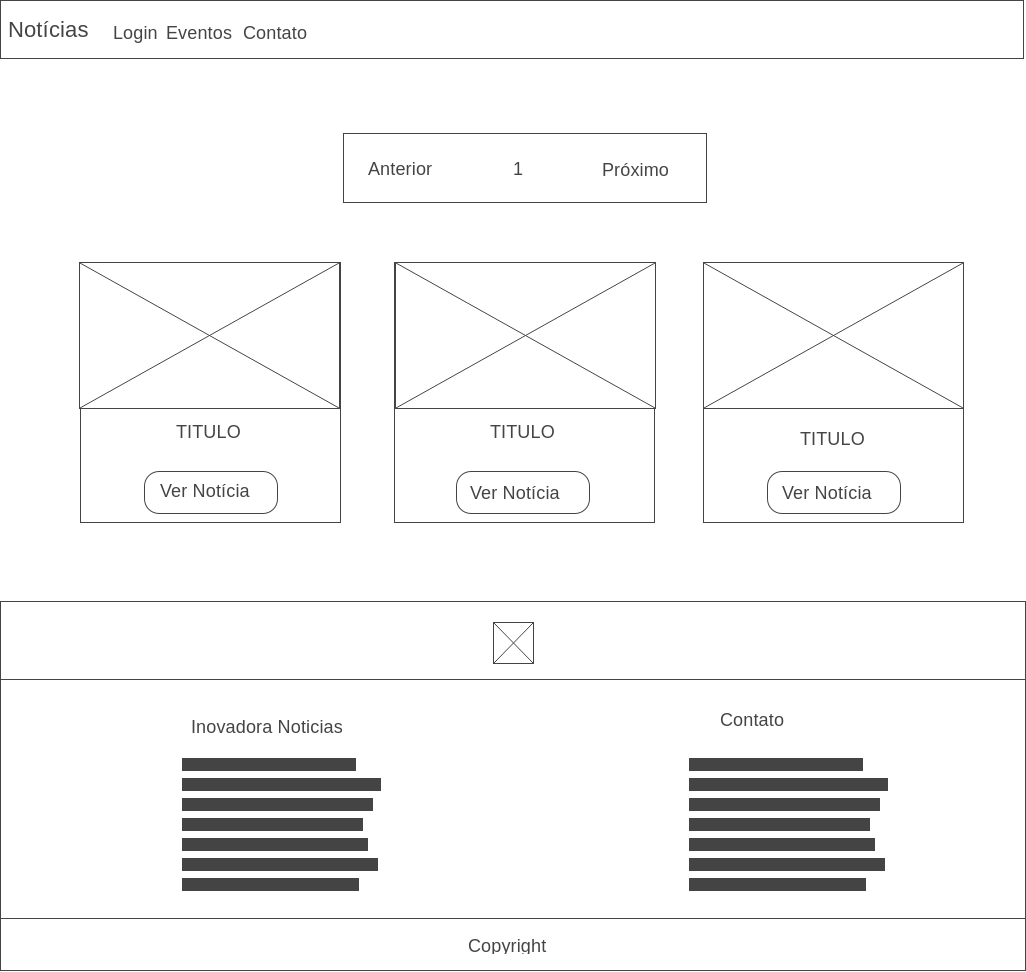 Notícias Login Eventos Contato
Anterior 1 Próximo
TITULO TITULO TITULO
Ver Notícia Ver Notícia Ver Notícia
Inovadora Noticias Contato
Copyright